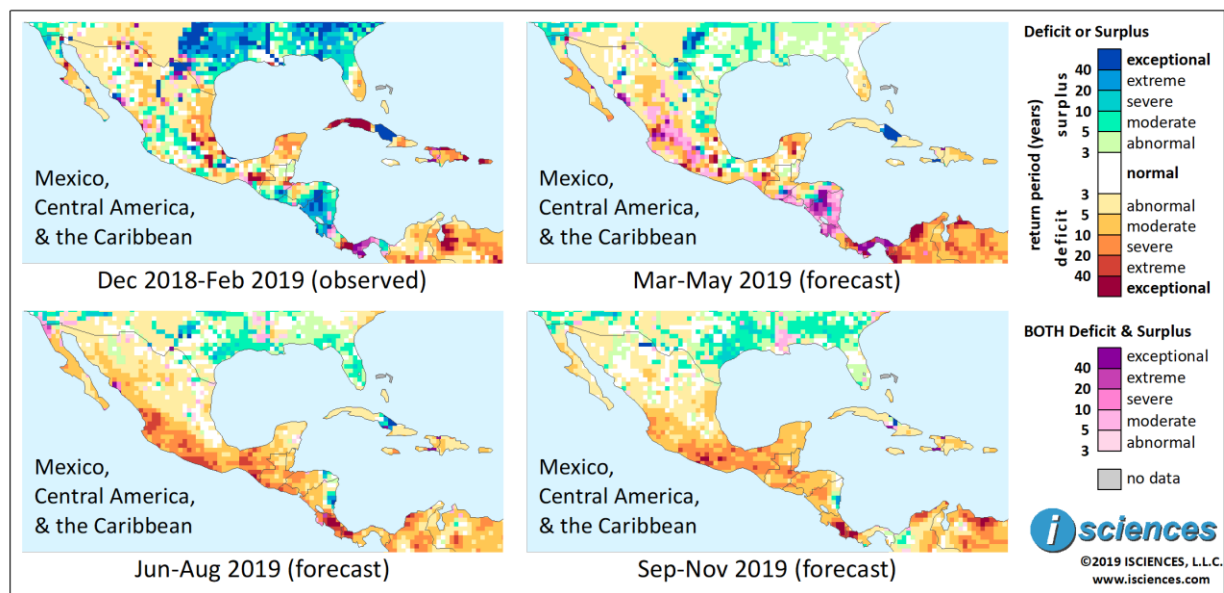 Mexico,
Central America,
& the Caribbean
Dec 2018-Feb 2019 (observed)
Mexico,
Central America,
& the Caribbean
Mar-May 2019 (forecast)
Mexico,
Central America,
& the Caribbean
Jun-Aug 2019 (forecast)
Mexico,
Central America,
& the Caribbean
Sep-Nov 2019 (forecast)
Deficit or Surplus
return period (years)
surplus
deficit
exceptional
40
extreme
20
severe
10
moderate
5
abnormal
3
normal
3
abnormal
5
moderate
10
severe
20
extreme
40
exceptional
BOTH Deficit & Surplus
exceptional
40
extreme
20
severe
10
moderate
5
abnormal
3
no data
i sciences
©2019 ISCIENCES, L.L.C.
www.isciences.com